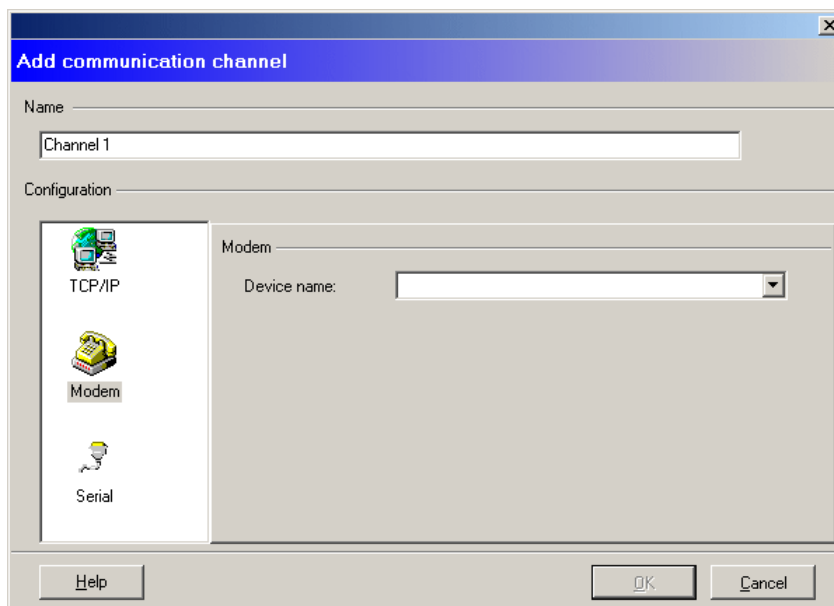 Add communication channel
Name
Channel 1
Configuration
TCP/IP
Modem
Device name:
Modem
Serial
Help
OK
Cancel